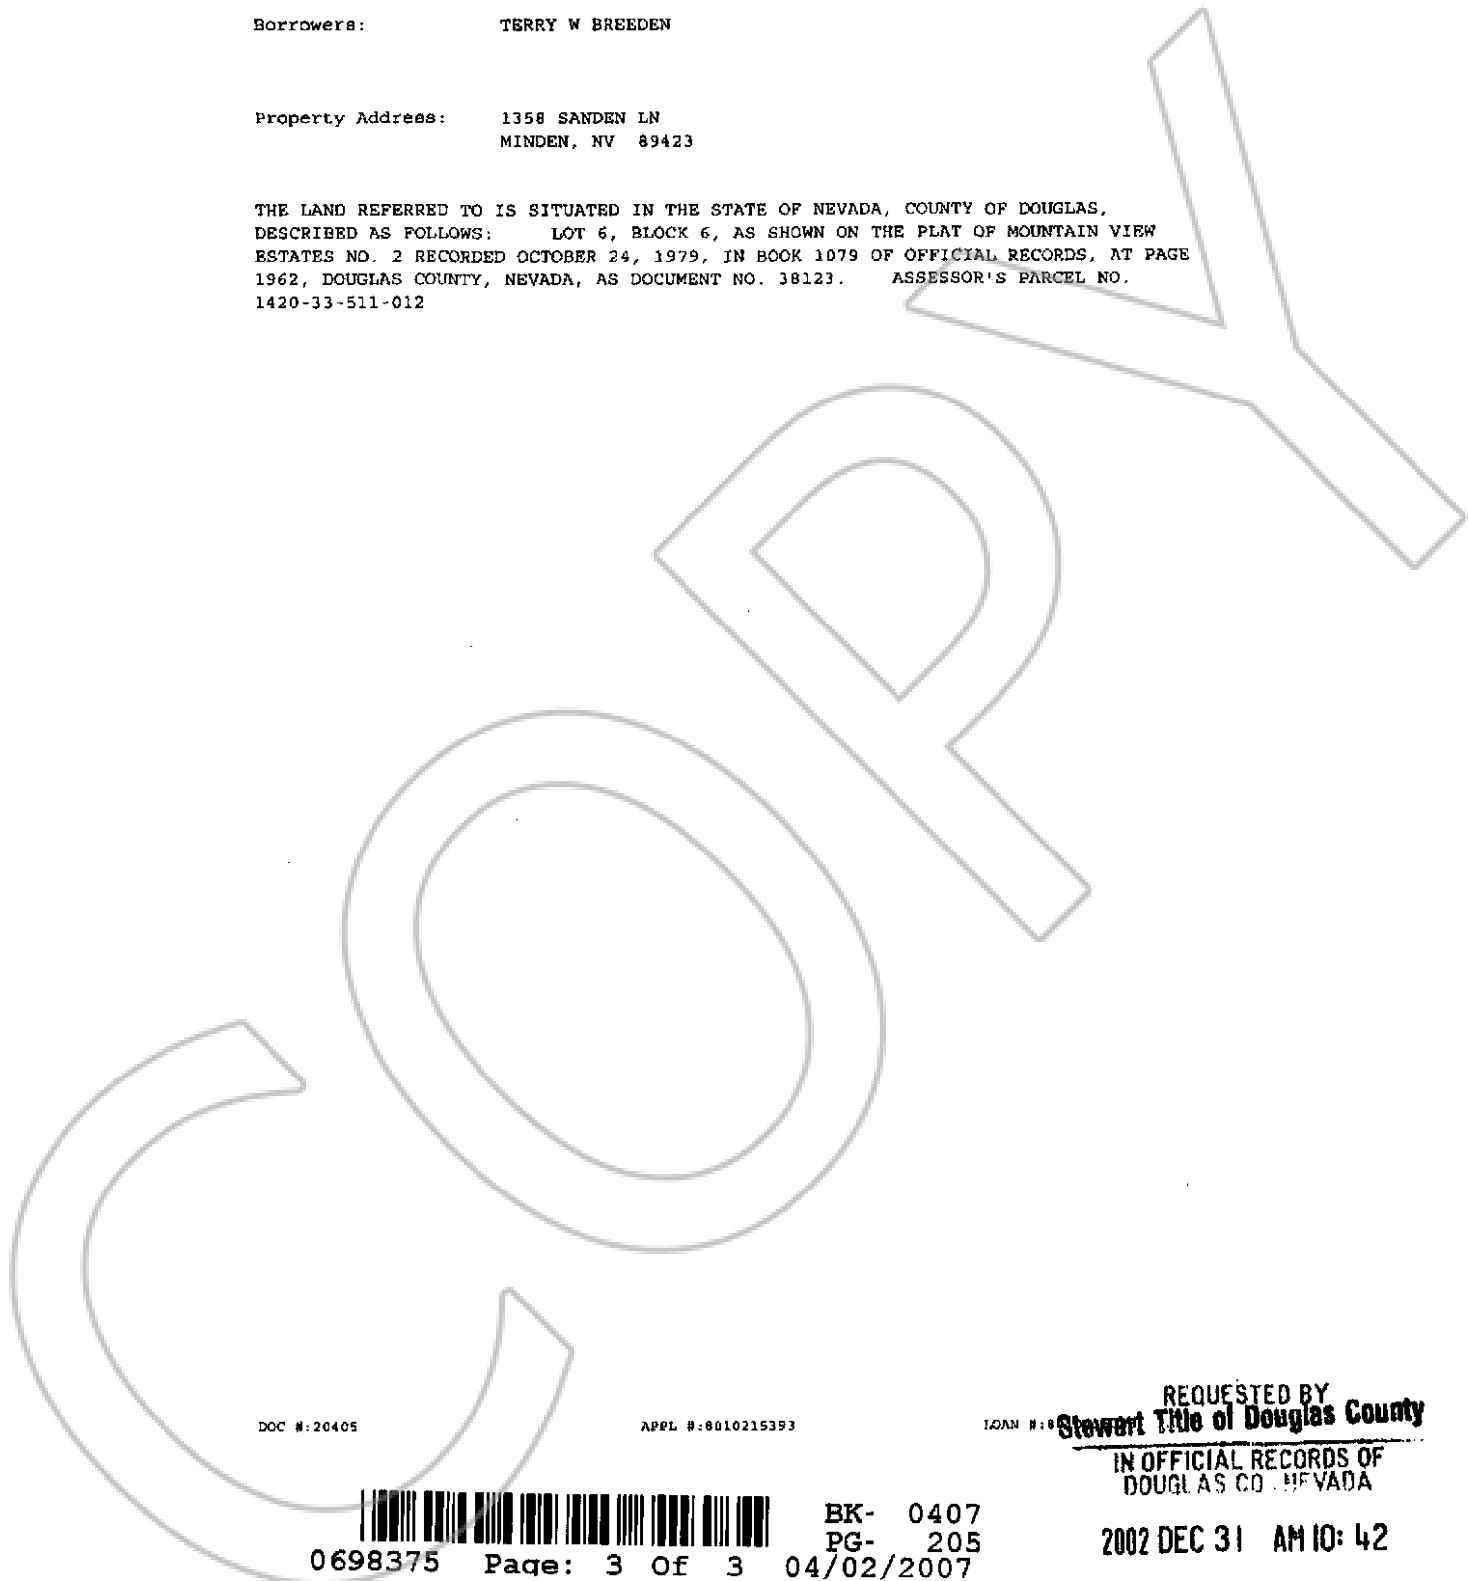 Borrowers: TERRY W BREEDEN
Property Address: 1358 SANDEN LN
MINDEN, NV 89423
THE LAND REFERRED TO IS SITUATED IN THE STATE OF NEVADA, COUNTY OF DOUGLAS,
DESCRIBED AS FOLLOWS: LOT 6, BLOCK 6, AS SHOWN ON THE PLAT OF MOUNTAIN VIEW
ESTATES NO. 2 RECORDED OCTOBER 24, 1979, IN BOOK 1079 OF OFFICIAL RECORDS, AT PAGE
1962, DOUGLAS COUNTY, NEVADA, AS DOCUMENT NO. 38123. ASSESSOR'S PARCEL NO.
1420-33-511-012
COPY
DOC #:20405 APPL #:8010215393 LOAN #:
REQUESTED BY
Stewart Title of Douglas County
IN OFFICIAL RECORDS OF
DOUGLAS CO. NEVADA
2002 DEC 31 AM 10: 42
BK- 0407
PG- 205
0698375 Page: 3 Of 3 04/02/2007